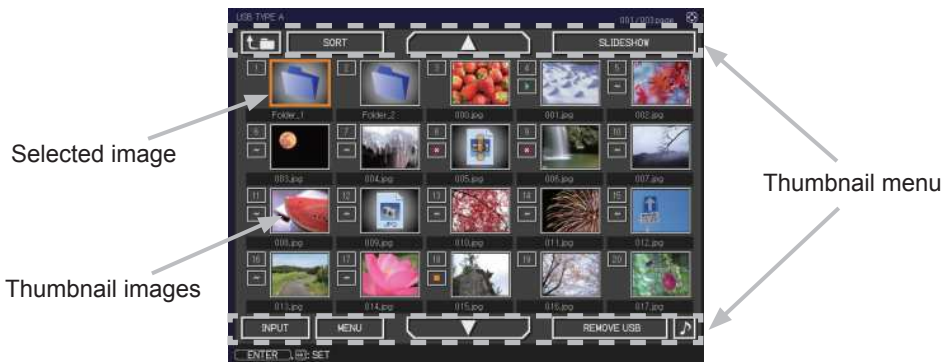 USB TYPE A 001/003 page
SORT SLIDESHOW
1 2 3 4 5
Folder_1 Folder_2 000.jpg 001.jpg 002.jpg
Selected image
6 7 8 9 10
003.jpg 004.jpg 005.jpg 006.jpg 007.jpg
Thumbnail menu
11 12 13 14 15
JPG
008.jpg 009.jpg 010.jpg 011.jpg 012.jpg
Thumbnail images
16 17 18 19 20
013.jpg 014.jpg 015.jpg 016.jpg 017.jpg
INPUT MENU REMOVE USB
ENTER , : SET